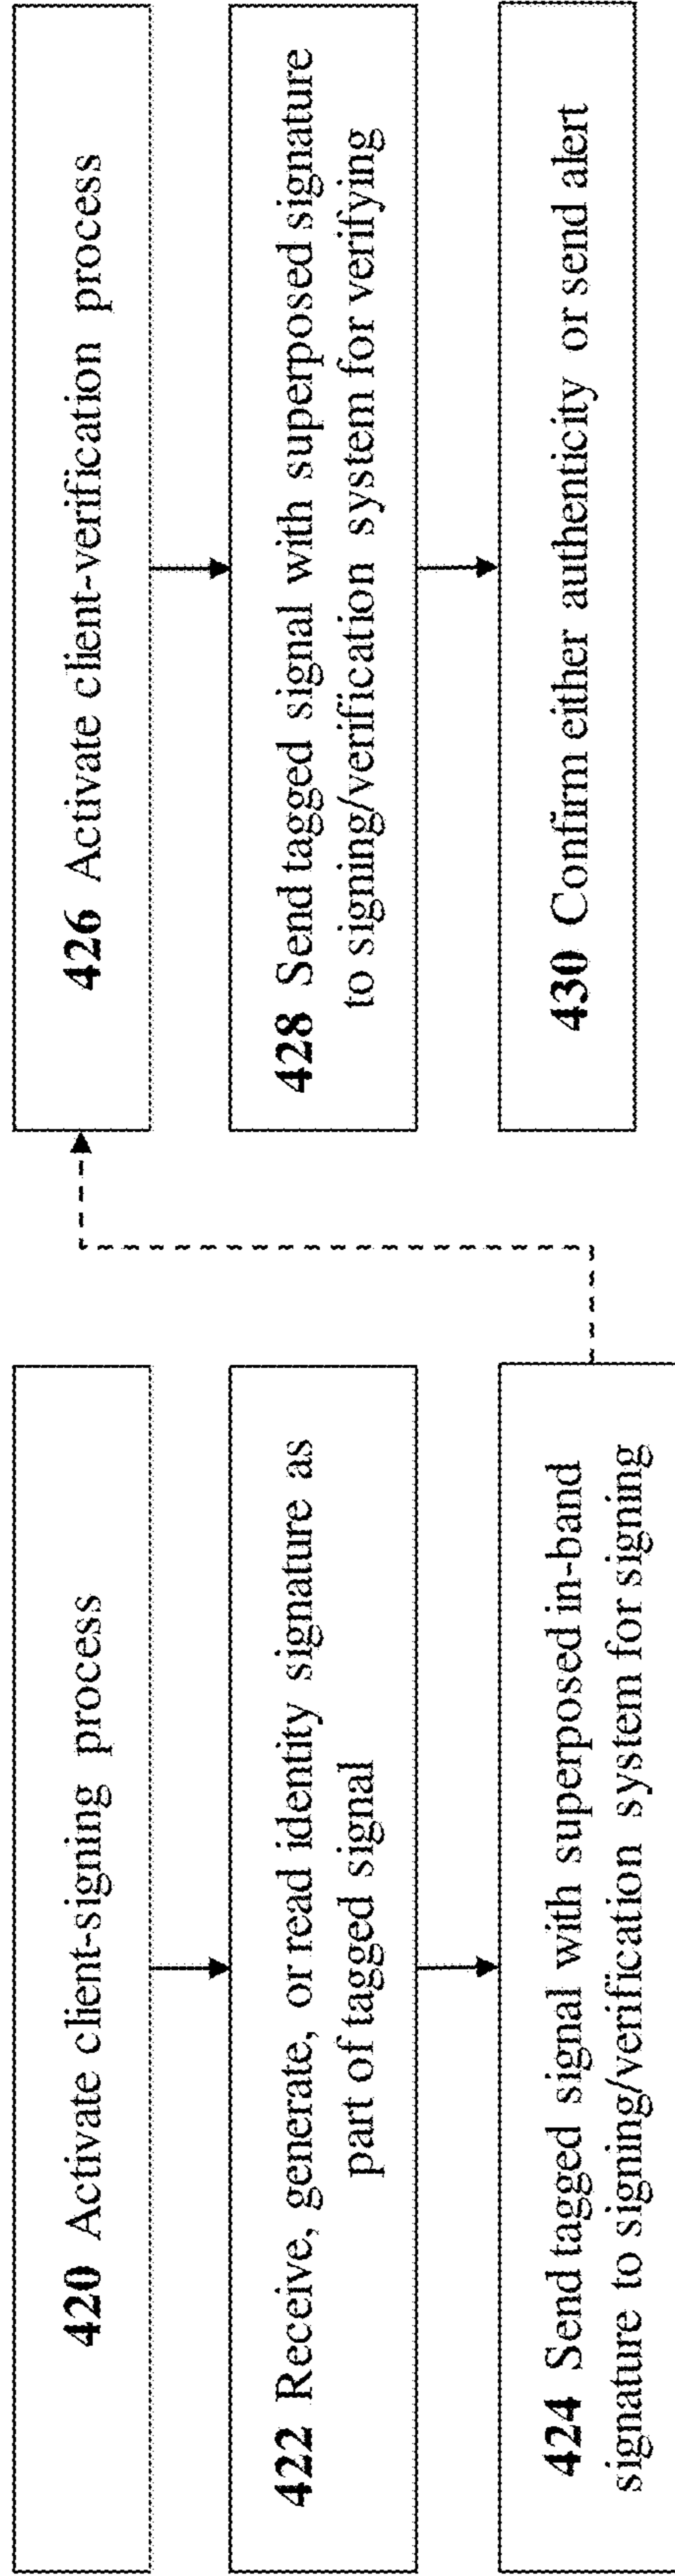 420 Activate client-signing process
422 Receive, generate, or read identity signature as
part of tagged signal
424 Send tagged signal with superposed in-band
signature to signing/verification system for signing
426 Activate client-verification process
428 Send tagged signal with superposed signature
to signing/verification system for verifying
430 Confirm either authenticity or send alert